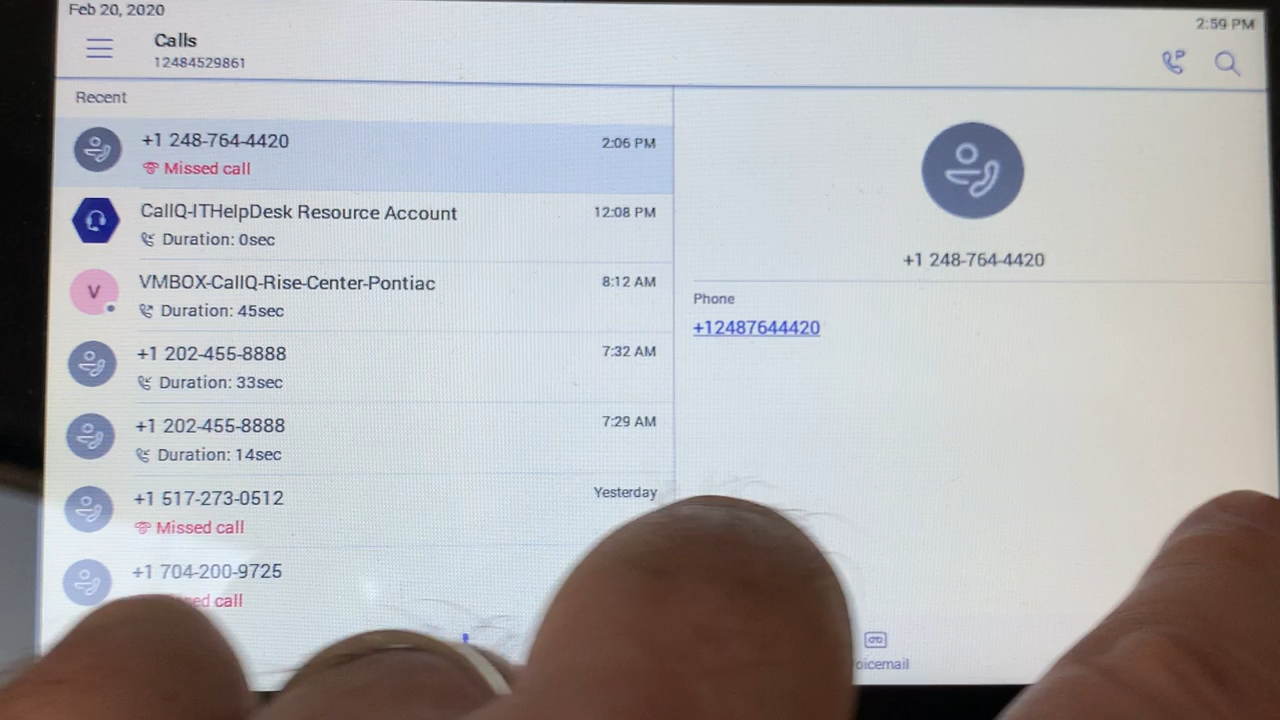 Feb 20, 2020
2:59 PM
Calls
12484529861
Recent
+1 248-764-4420
2:06 PM
Missed call
CallQ-ITHelpDesk Resource Account
12:08 PM
Duration: 0sec
VMBOX-CallQ-Rise-Center-Pontiac
8:12 AM
V
Duration: 45sec
+1 202-455-8888
7:32 AM
Duration: 33sec
+1 202-455-8888
7:29 AM
Duration: 14sec
+1 517-273-0512
Yesterday
Missed call
+1 704-200-9725
ed call
+1 248-764-4420
Phone
+12487644420
oicemail